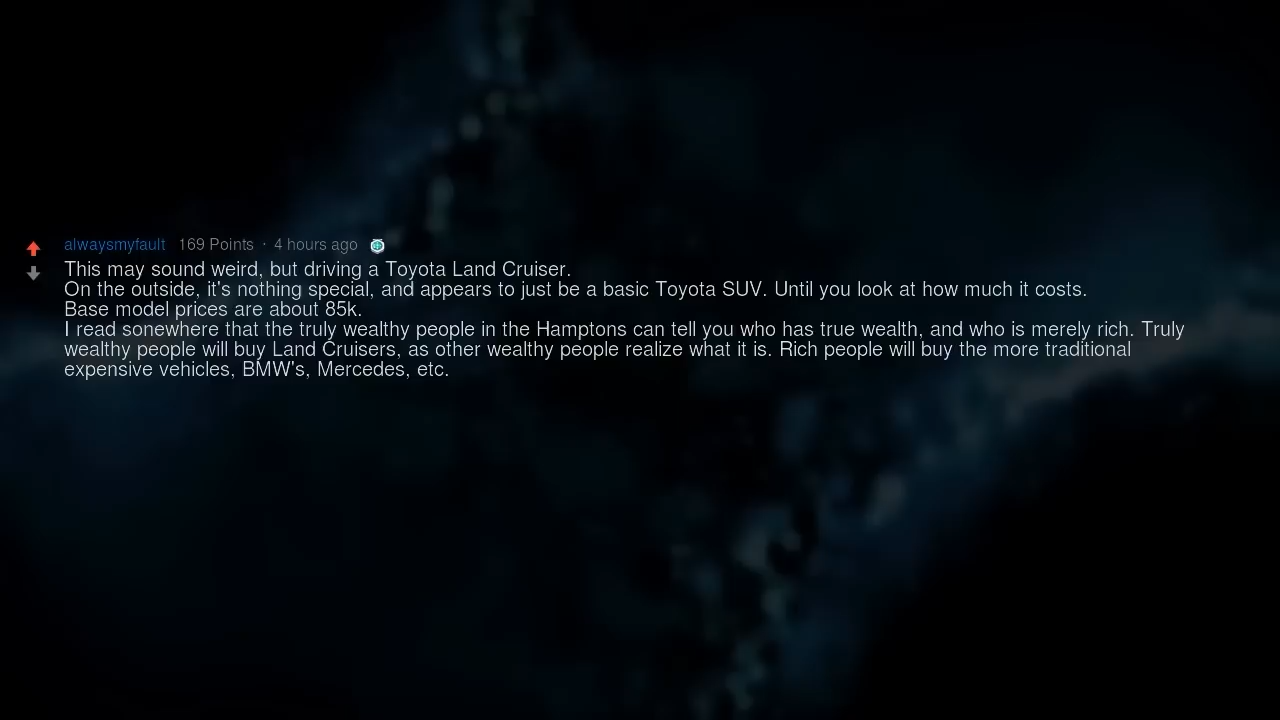 alwaysmyfault 169 Points · 4 hours ago
This may sound weird, but driving a Toyota Land Cruiser.
On the outside, it's nothing special, and appears to just be a basic Toyota SUV. Until you look at how much it costs.
Base model prices are about 85k.
I read sonewhere that the truly wealthy people in the Hamptons can tell you who has true wealth, and who is merely rich. Truly
wealthy people will buy Land Cruisers, as other wealthy people realize what it is. Rich people will buy the more traditional
expensive vehicles, BMW's, Mercedes, etc.